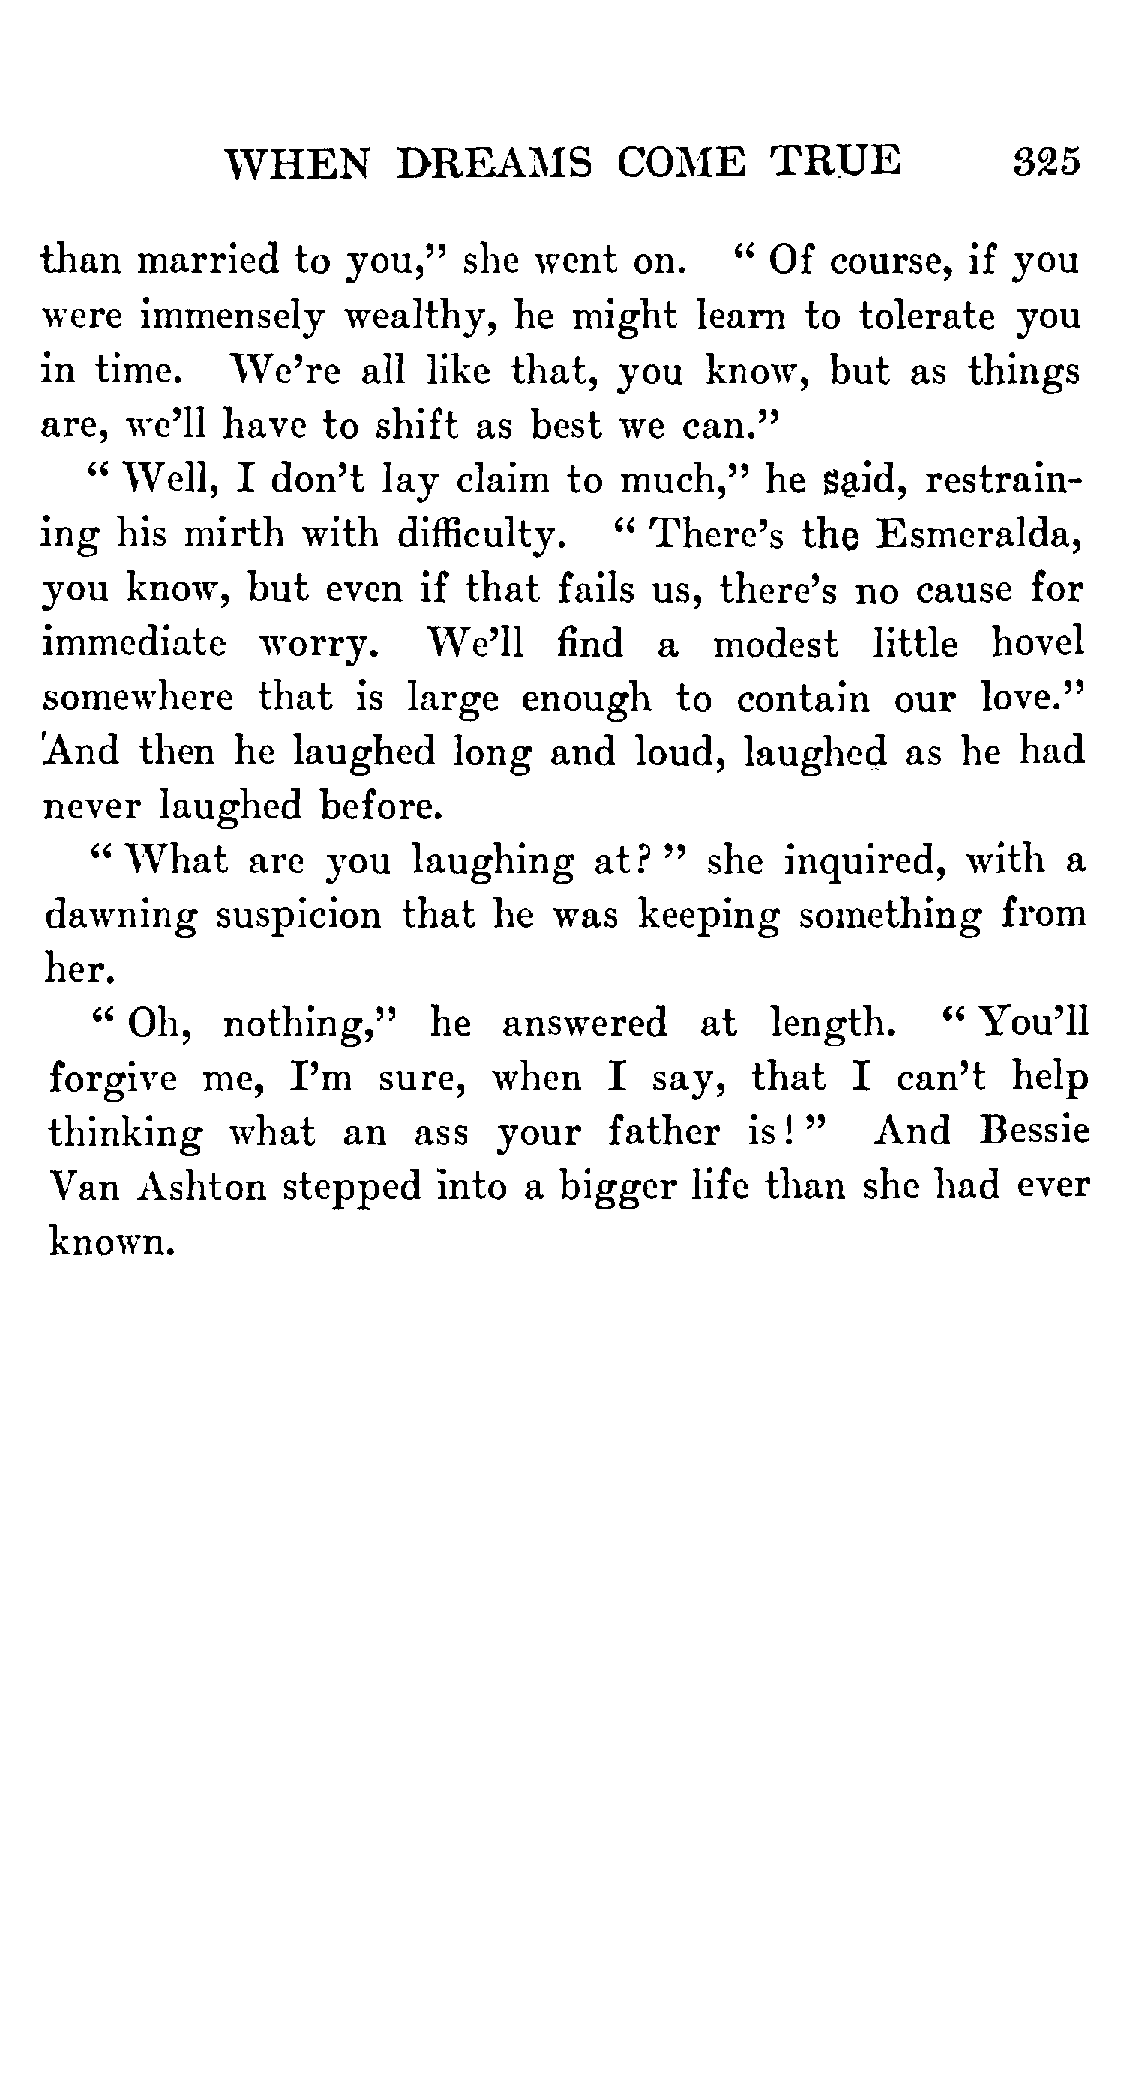 WHEN DREAMS COME TRUE 325
than married to you," she went on. "Of course, if you
were immensely wealthy, he might learn to tolerate you
in time. We're all like that, you know, but as things
are, we'll have to shift as best we can."
"Well, I don't lay claim to much," he said, restrain-
ing his mirth with difficulty. "There's the Esmeralda,
you know, but even if that fails us, there's no cause for
immediate worry. We'll find a modest little hovel
somewhere that is large enough to contain our love."
And then he laughed long and loud, laughed as he had
never laughed before.
"What are you laughing at?" she inquired, with a
dawning suspicion that he was keeping something from
her.
"Oh, nothing," he answered at length. "You'll
forgive me, I'm sure, when I say, that I can't help
thinking what an ass your father is!" And Bessie
Van Ashton stepped into a bigger life than she had ever
known.